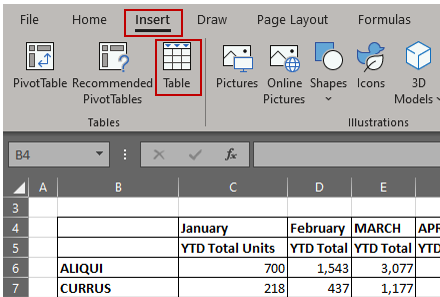 File Home Insert Draw Page Layout Formulas
PivotTable Recommended PivotTables Table Pictures Online Pictures Shapes Icons 3D Models
Tables Illustrations
B4 fx
A B C D E
3
4 January February MARCH APR
5 YTD Total Units YTD Total YTD Total YTD
6 ALIQUI 700 1,543 3,077
7 CURRUS 218 437 1,177